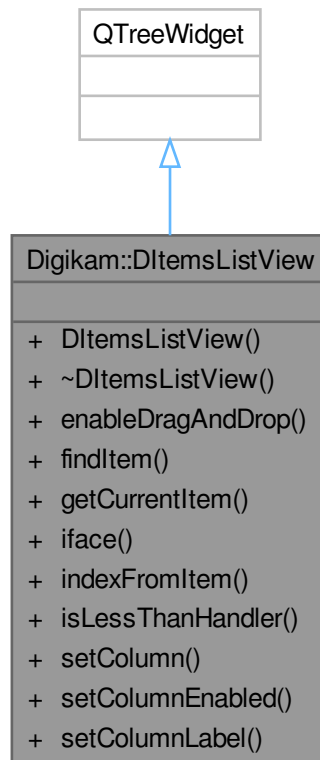 QTreeWidget
Digikam::DItemsListView
+ DItemsListView()
+ ~DItemsListView()
+ enableDragAndDrop()
+ findItem()
+ getCurrentItem()
+ iface()
+ indexFromItem()
+ isLessThanHandler()
+ setColumn()
+ setColumnEnabled()
+ setColumnLabel()